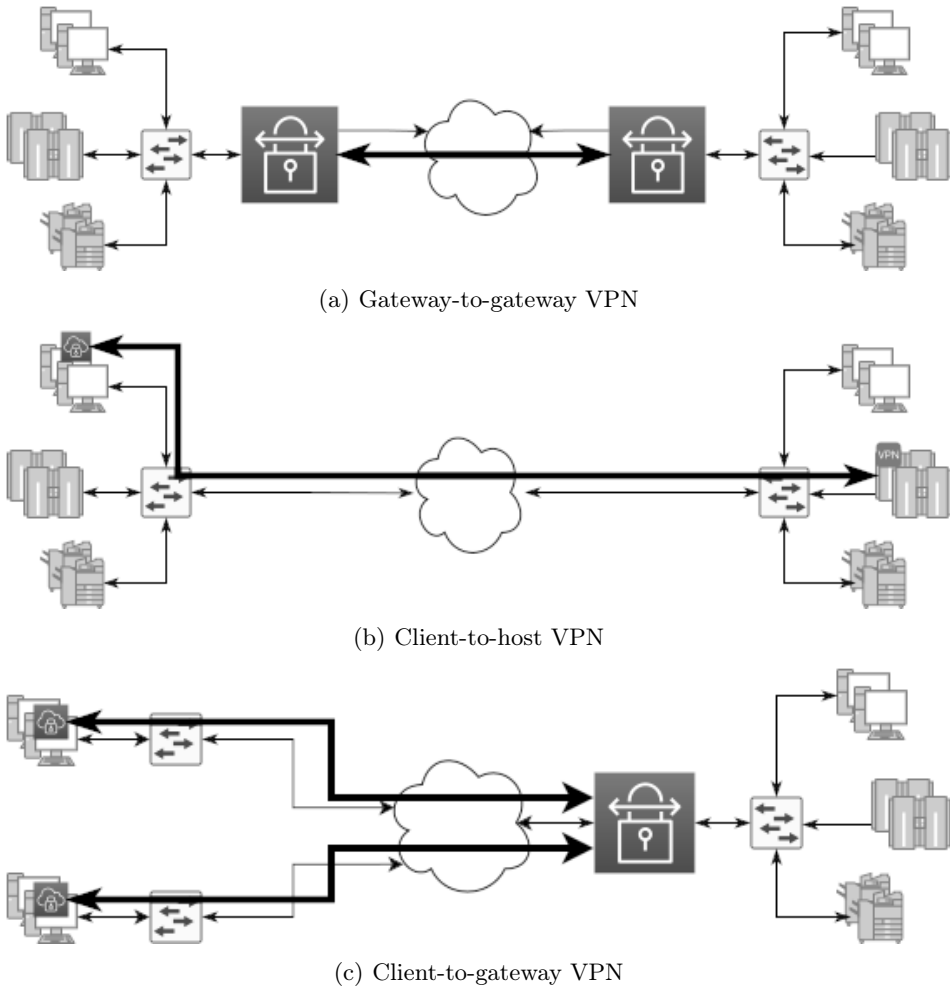 (a) Gateway-to-gateway VPN
VPN
(b) Client-to-host VPN
(c) Client-to-gateway VPN